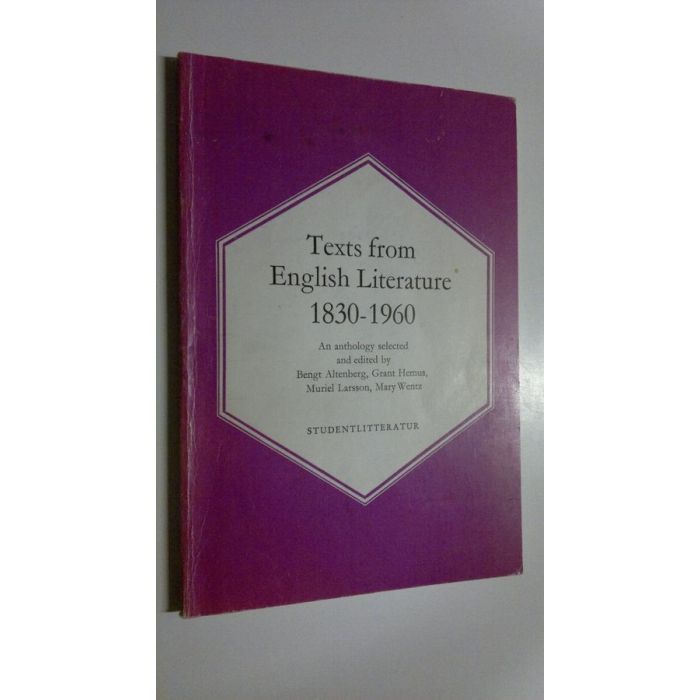 Texts from
English Literature
1830-1960
An anthology selected
and edited by
Bengt Altenberg, Grant Hemus,
Muriel Larsson, Mary Wentz
STUDENTLITTERATUR